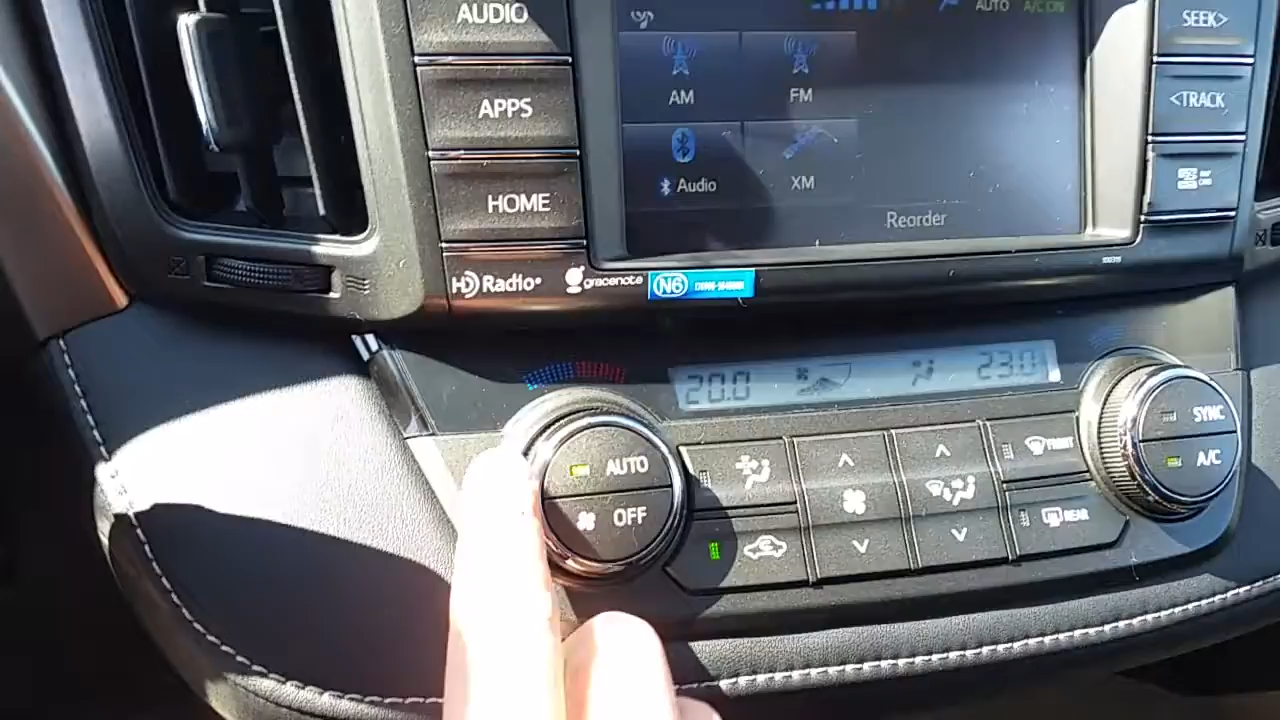 AUDIO
APPS
HOME
AUTO
A/C ON
AM
FM
Audio
XM
Reorder
SEEK>
<TRACK
HD Radio
gracenote
N6
20.0
23.0
AUTO
OFF
FRONT
REAR
SYNC
A/C